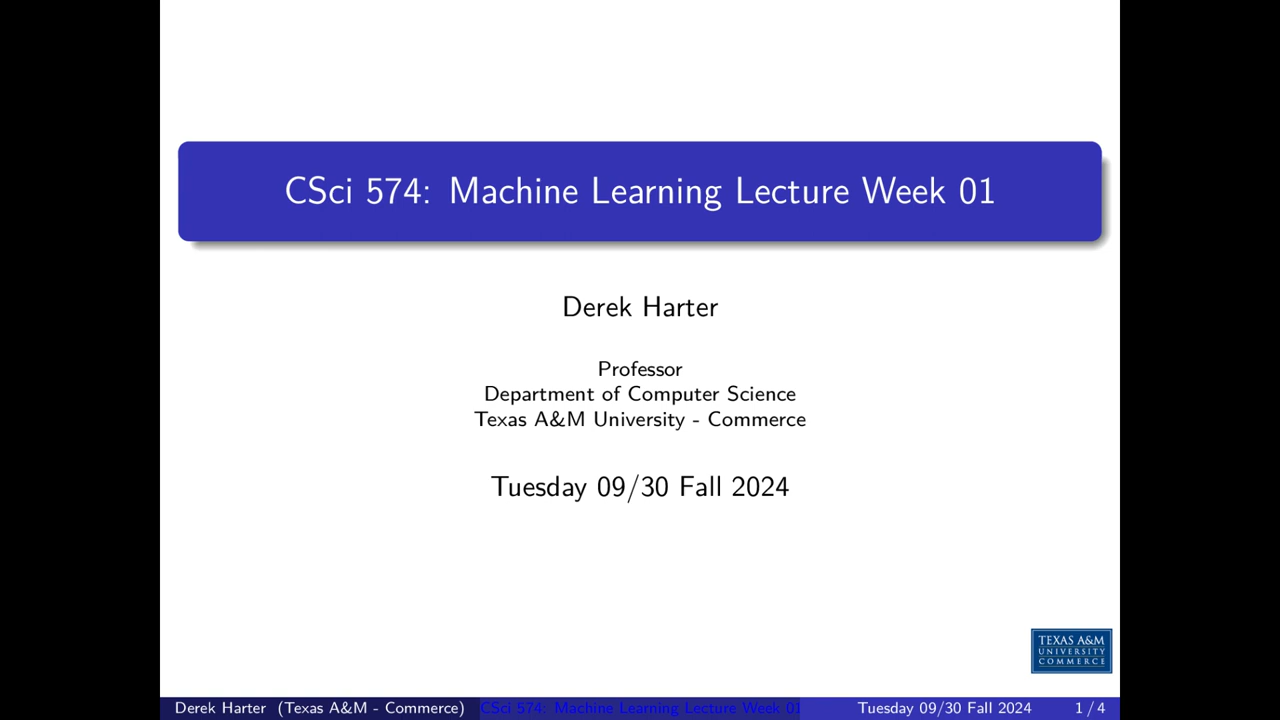 CSci 574: Machine Learning Lecture Week 01
Derek Harter
Professor
Department of Computer Science
Texas A&M University - Commerce
Tuesday 09/30 Fall 2024
TEXAS A&M
UNIVERSITY
COMMERCE
Derek Harter (Texas A&M - Commerce) CSci 574: Machine Learning Lecture Week 01 Tuesday 09/30 Fall 2024 1 / 4